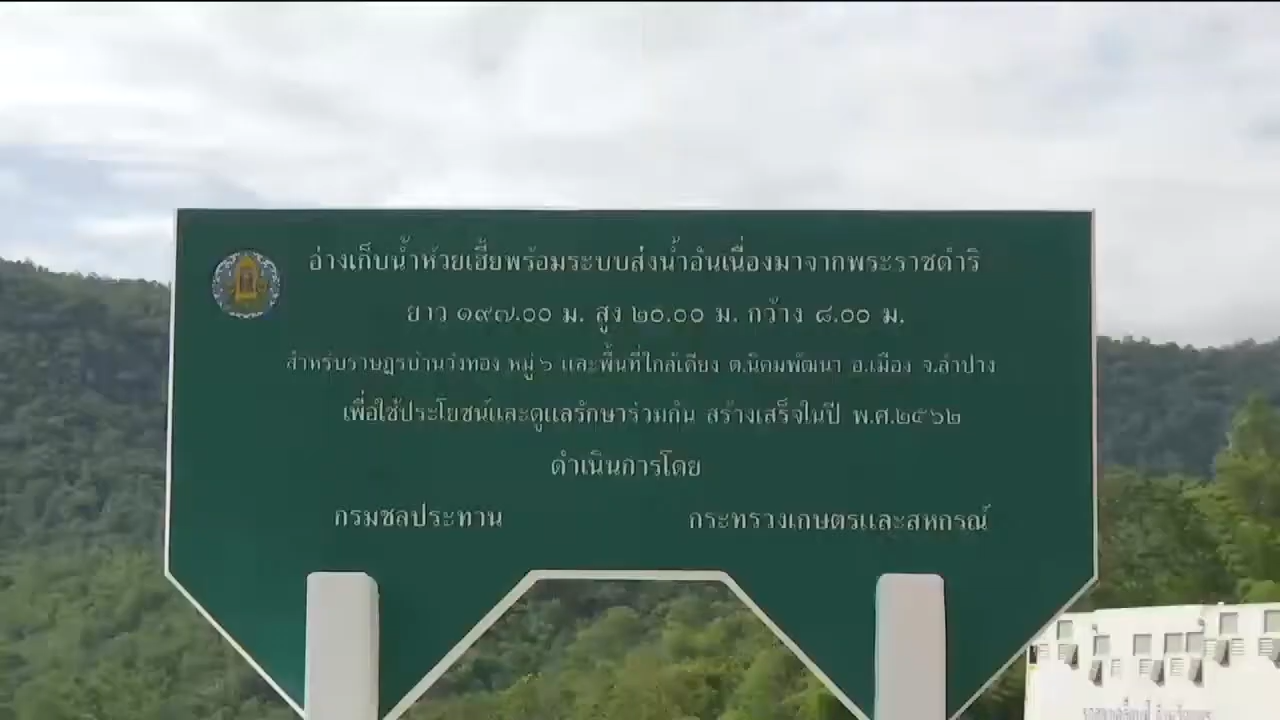 อ่างเก็บน้ำห้วยเฮี้ยพร้อมระบบส่งน้ำอันเนื่องมาจากพระราชดำริ
ยาว ๑๙๗.๐๐ ม. สูง ๒๐.๐๐ ม. กว้าง ๘.๐๐ ม.
สำหรับราษฎรบ้านวังทอง หมู่ ๖ และพื้นที่ใกล้เคียง ต.นิคมพัฒนา อ.เมือง จ.ลำปาง
เพื่อใช้ประโยชน์และดูแลรักษาร่วมกัน สร้างเสร็จในปี พ.ศ.๒๕๖๒
ดำเนินการโดย
กรมชลประทาน กระทรวงเกษตรและสหกรณ์